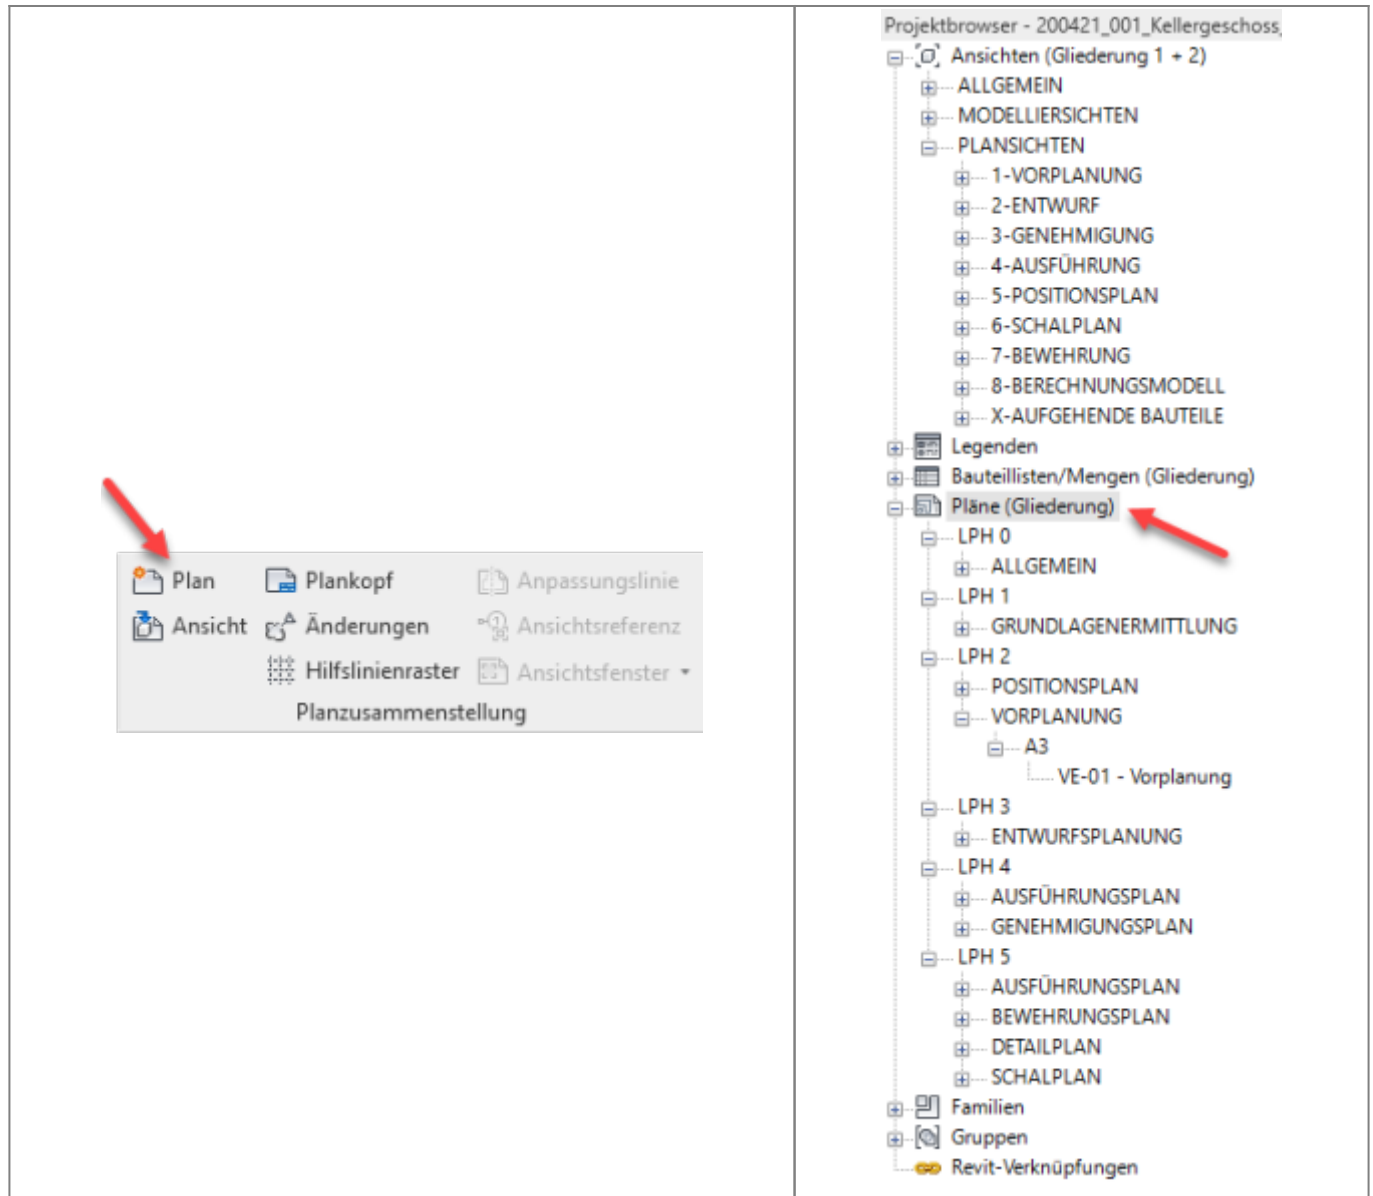 Plan Plankopf Anpassungslinie
Ansicht Änderungen Ansichtsreferenz
Hilfslinienraster Ansichtsfenster
Planzusammenstellung
Projektbrowser - 200421_001_Kellergeschoss_
Ansichten (Gliederung 1 + 2)
ALLGEMEIN
MODELLIERSICHTEN
PLANSICHTEN
1-VORPLANUNG
2-ENTWURF
3-GENEHMIGUNG
4-AUSFÜHRUNG
5-POSITIONSPLAN
6-SCHALPLAN
7-BEWEHRUNG
8-BERECHNUNGSMODELL
X-AUFGEHENDE BAUTEILE
Legenden
Bauteillisten/Mengen (Gliederung)
Pläne (Gliederung)
LPH 0
ALLGEMEIN
LPH 1
GRUNDLAGENERMITTLUNG
LPH 2
POSITIONSPLAN
VORPLANUNG
A3
VE-01 - Vorplanung
LPH 3
ENTWURFSPLANUNG
LPH 4
AUSFÜHRUNGSPLAN
GENEHMIGUNGSPLAN
LPH 5
AUSFÜHRUNGSPLAN
BEWEHRUNGSPLAN
DETAILPLAN
SCHALPLAN
Familien
Gruppen
Revit-Verknüpfungen